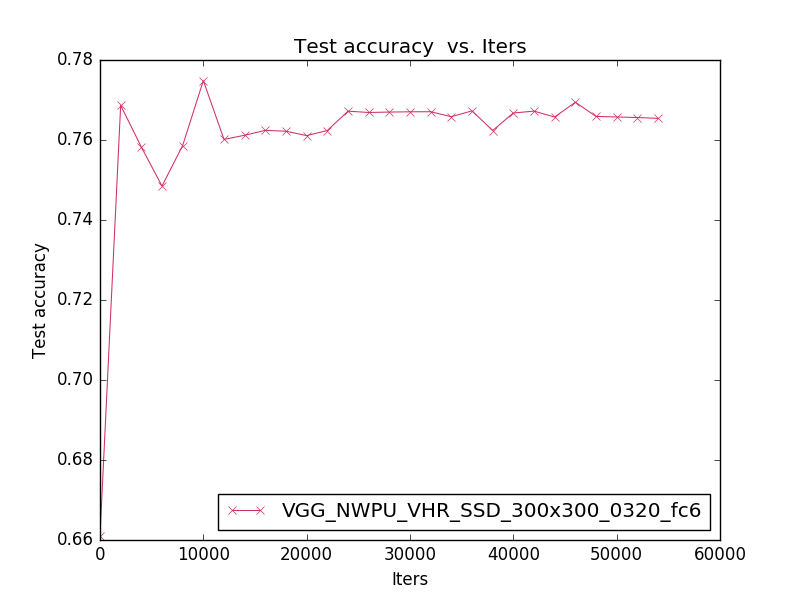 Test accuracy  vs. Iters
0.78
0.76
0.74
0.72
0.70
0.68
0.66
Test accuracy
VGG_NWPU_VHR_SSD_300x300_0320_fc6
0 10000 20000 30000 40000 50000 60000
Iters